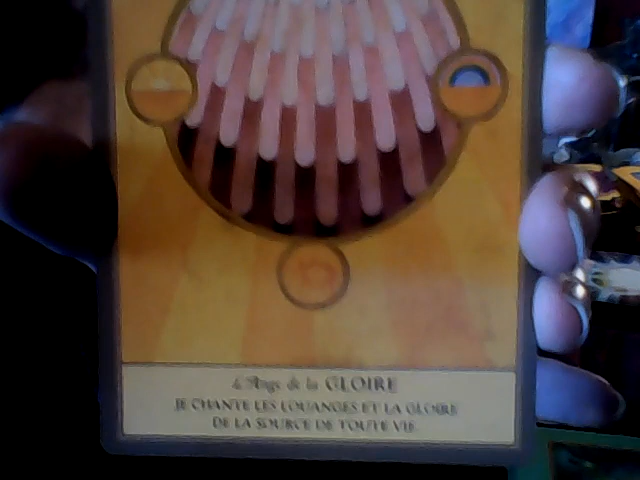 L'Ange de la GLOIRE
JE CHANTE LES LOUANGES ET LA GLOIRE
DE LA SOURCE DE TOUTE VIE